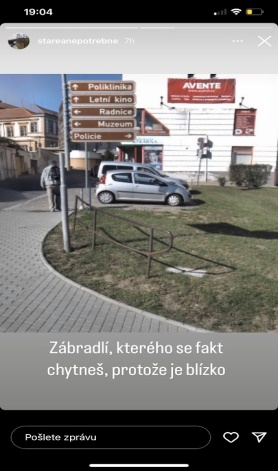 19:04
stareanepotrebne 7h
Poliklinika
Letní kino
Radnice
Muzeum
Policie
AVENTE
Zábradlí, kterého se fakt
chytneš, protože je blízko
Pošlete zprávu